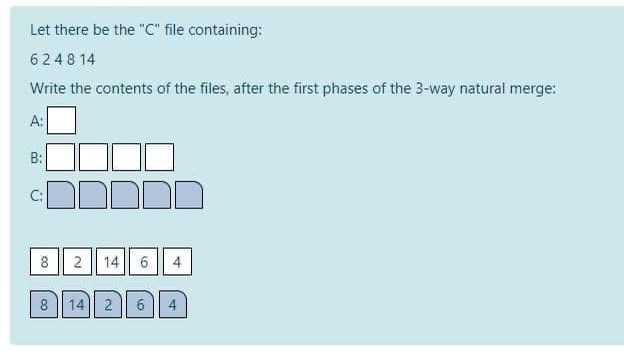 Let there be the "C" file containing:
6 2 4 8 14
Write the contents of the files, after the first phases of the 3-way natural merge:
A:
B:
C:
8 2 14 6 4
8 14 2 6 4